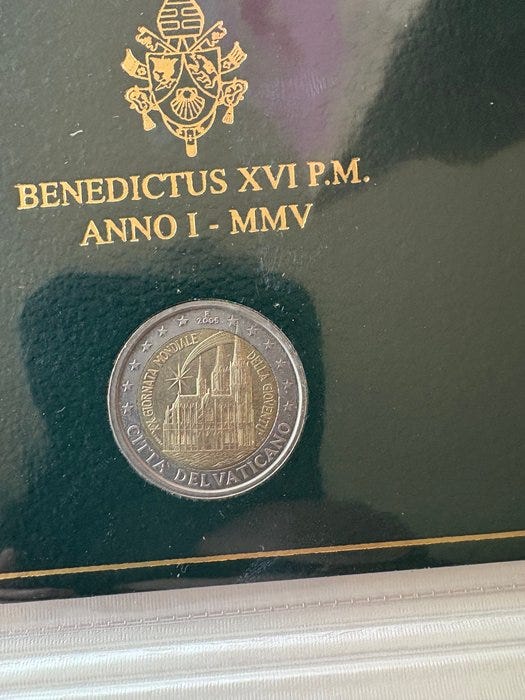 BENEDICTUS XVI P.M.
ANNO I - MMV
R
2005
XX GIORNATA MONDIALE
DELLA GIOVENTU'
CITTA' DEL VATICANO